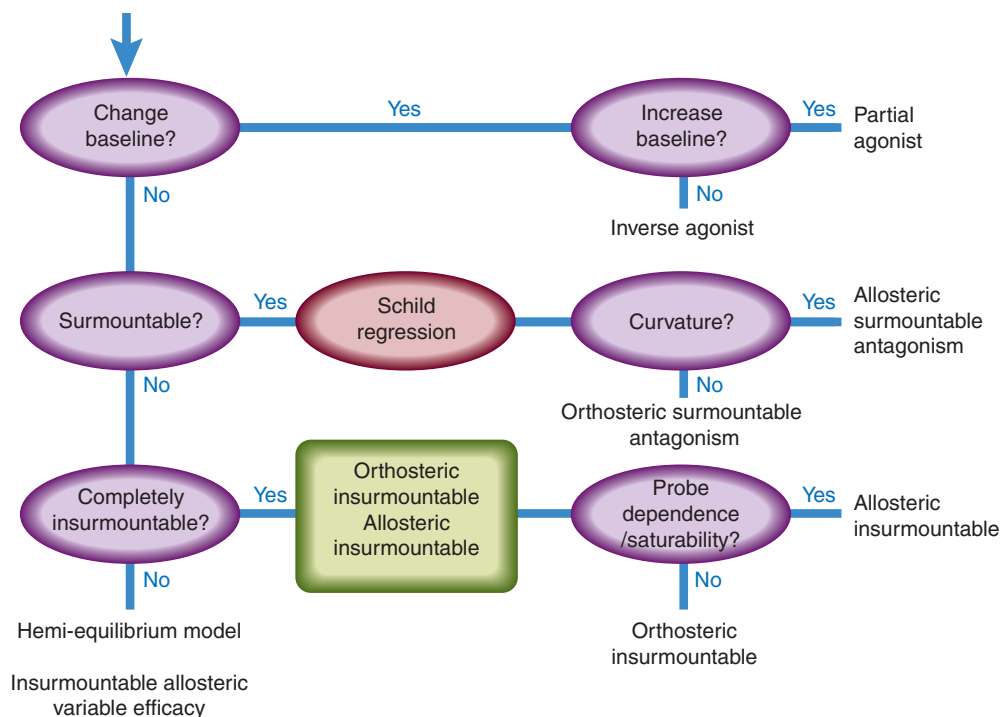 Change
baseline?
Yes
Increase
baseline?
Yes
Partial
agonist
No
No
Inverse agonist
Surmountable?
Yes
Schild
regression
Curvature?
Yes
Allosteric
surmountable
antagonism
No
No
Orthosteric surmountable
antagonism
Completely
insurmountable?
Yes
Orthosteric
insurmountable
Allosteric
insurmountable
Probe
dependence
/saturability?
Yes
Allosteric
insurmountable
No
No
Hemi-equilibrium model
Orthosteric
insurmountable
Insurmountable allosteric
variable efficacy